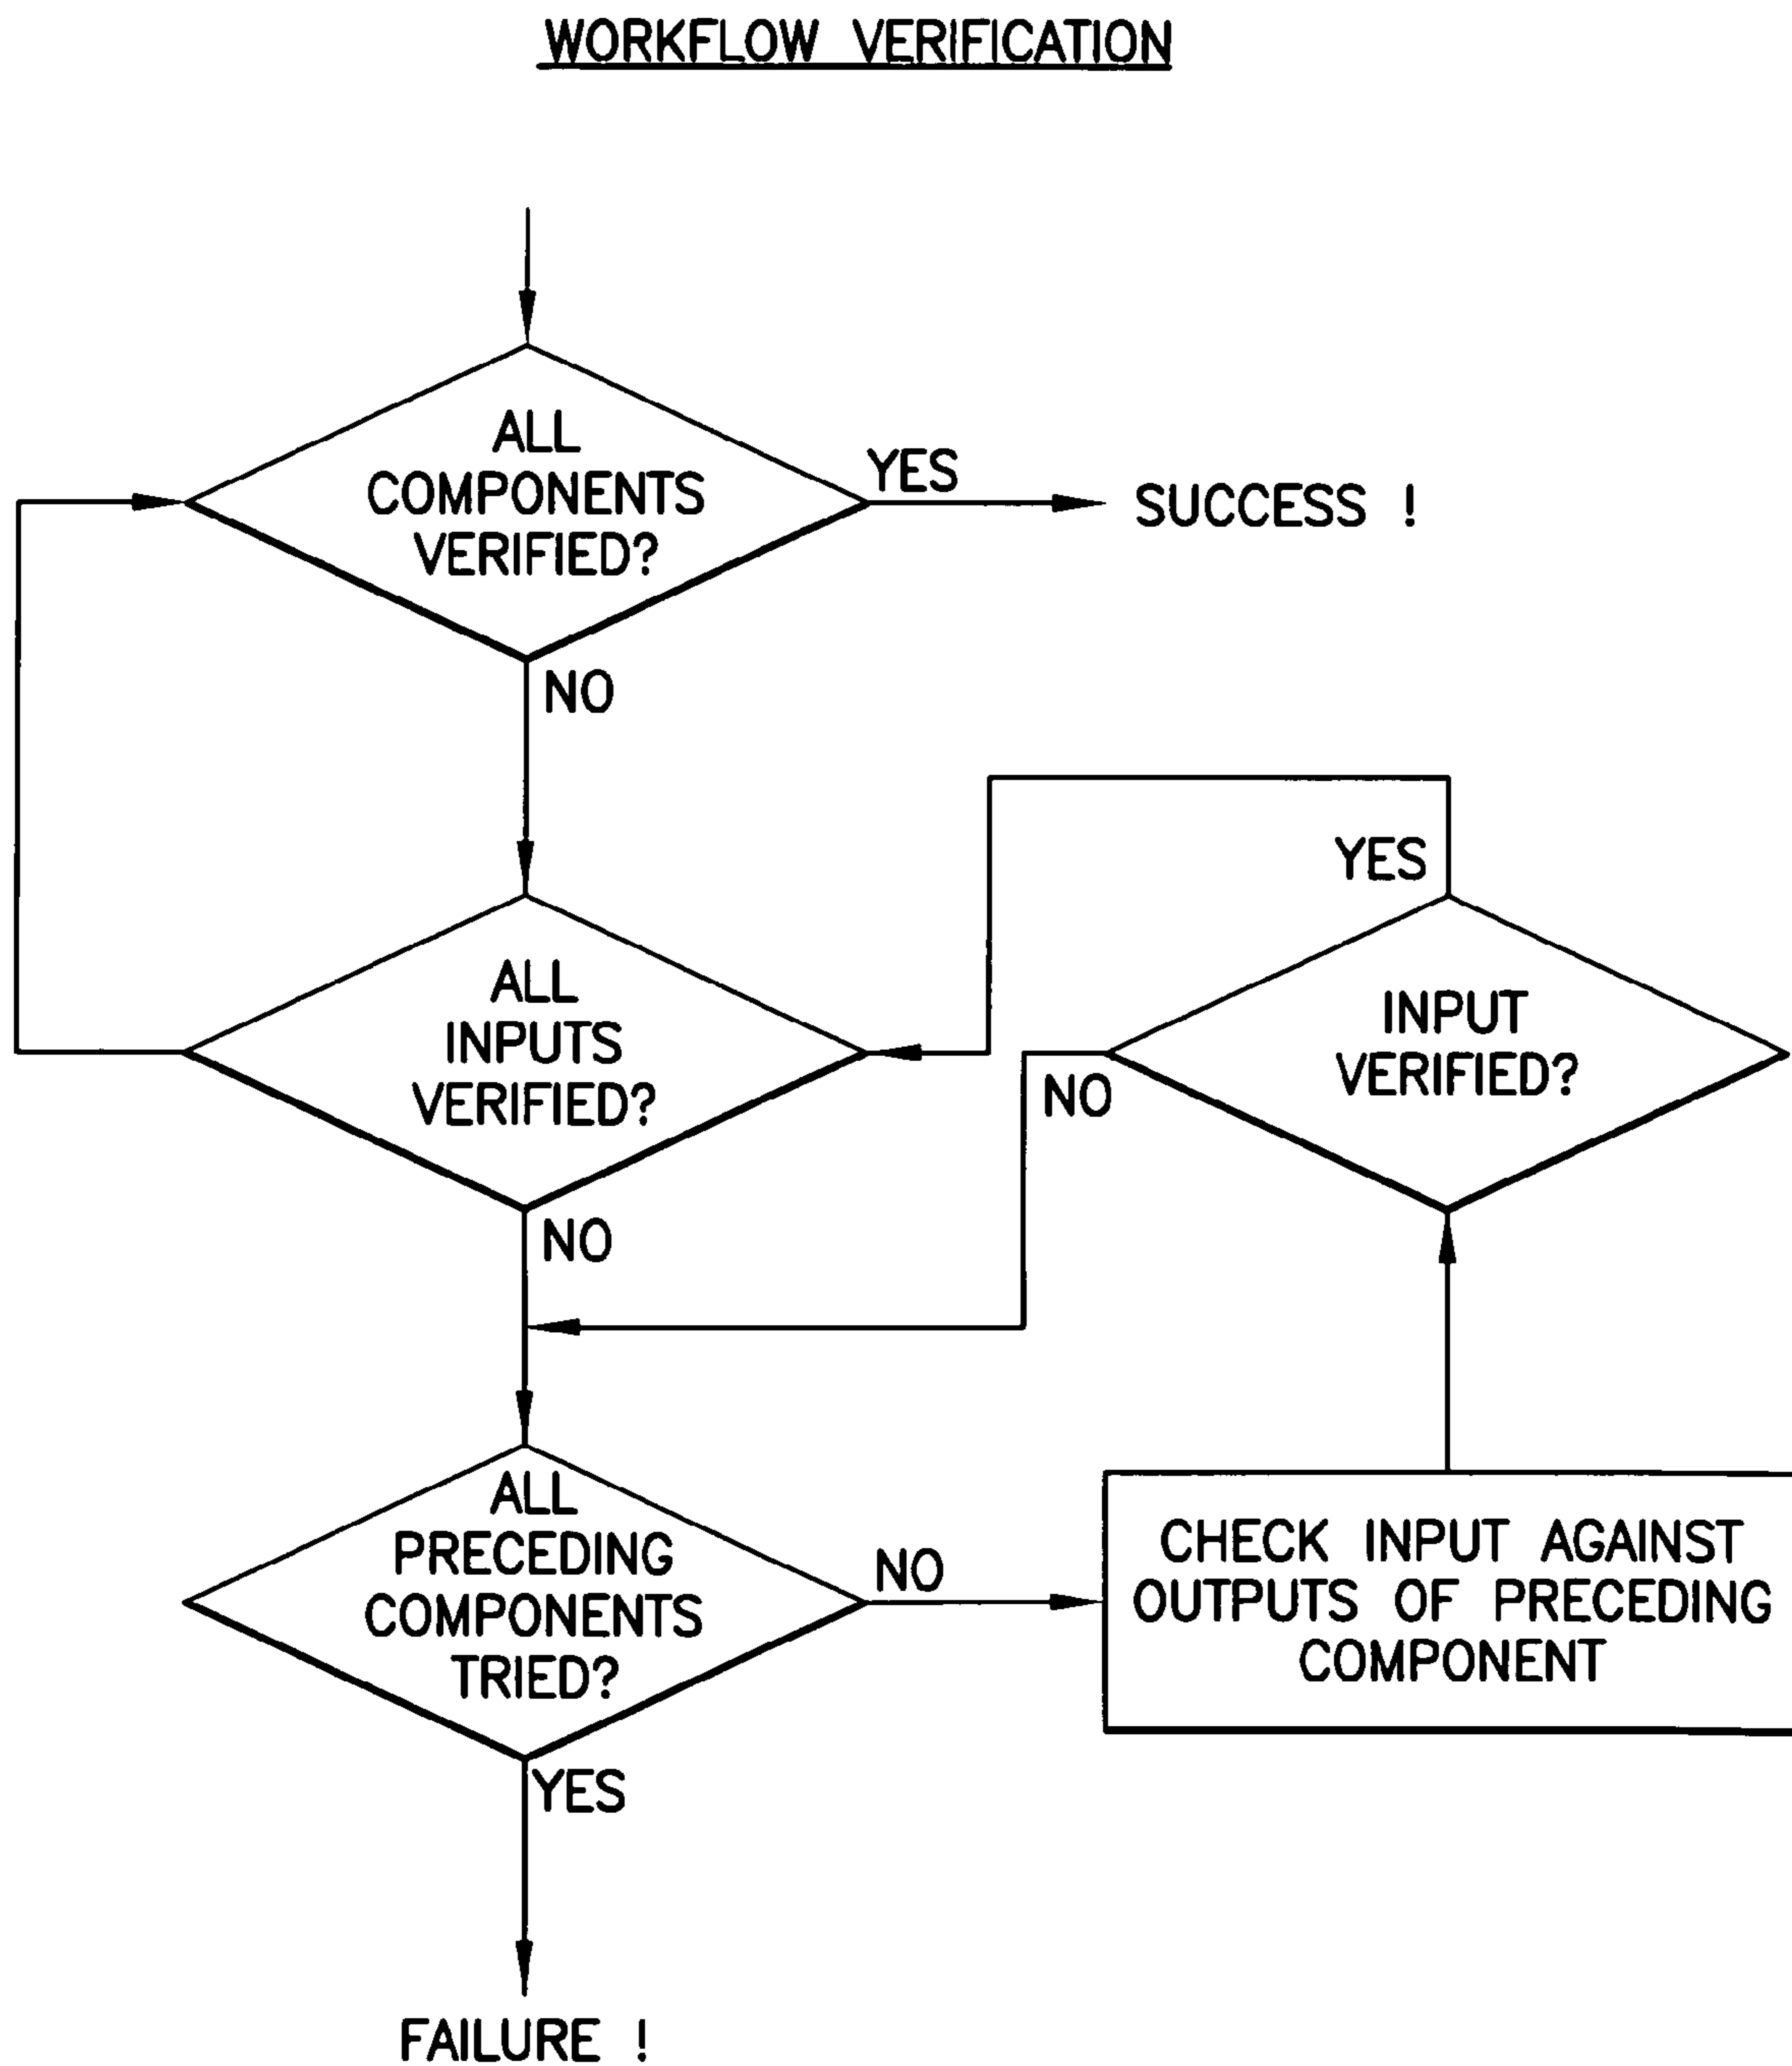 WORKFLOW VERIFICATION
ALL
COMPONENTS
VERIFIED?
YES
SUCCESS !
NO
ALL
INPUTS
VERIFIED?
YES
INPUT
VERIFIED?
NO
NO
ALL
PRECEDING
COMPONENTS
TRIED?
NO
CHECK INPUT AGAINST
OUTPUTS OF PRECEDING
COMPONENT
YES
FAILURE !